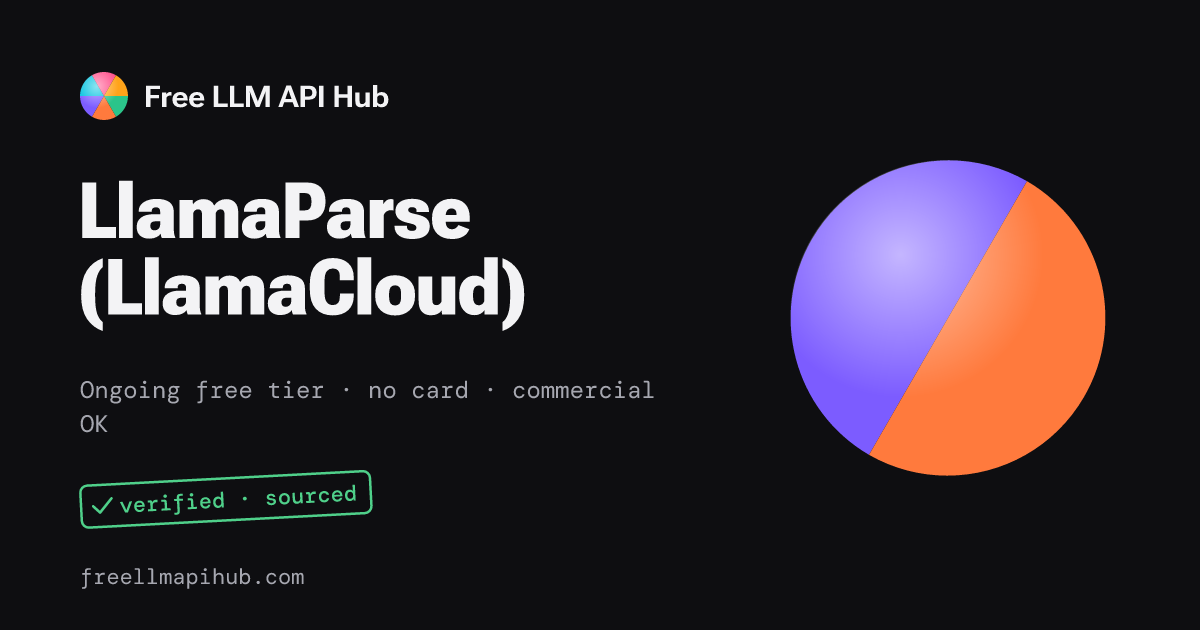 Free LLM API Hub
LlamaParse
(LlamaCloud)
Ongoing free tier · no card · commercial
OK
verified · sourced
freellmapihub.com